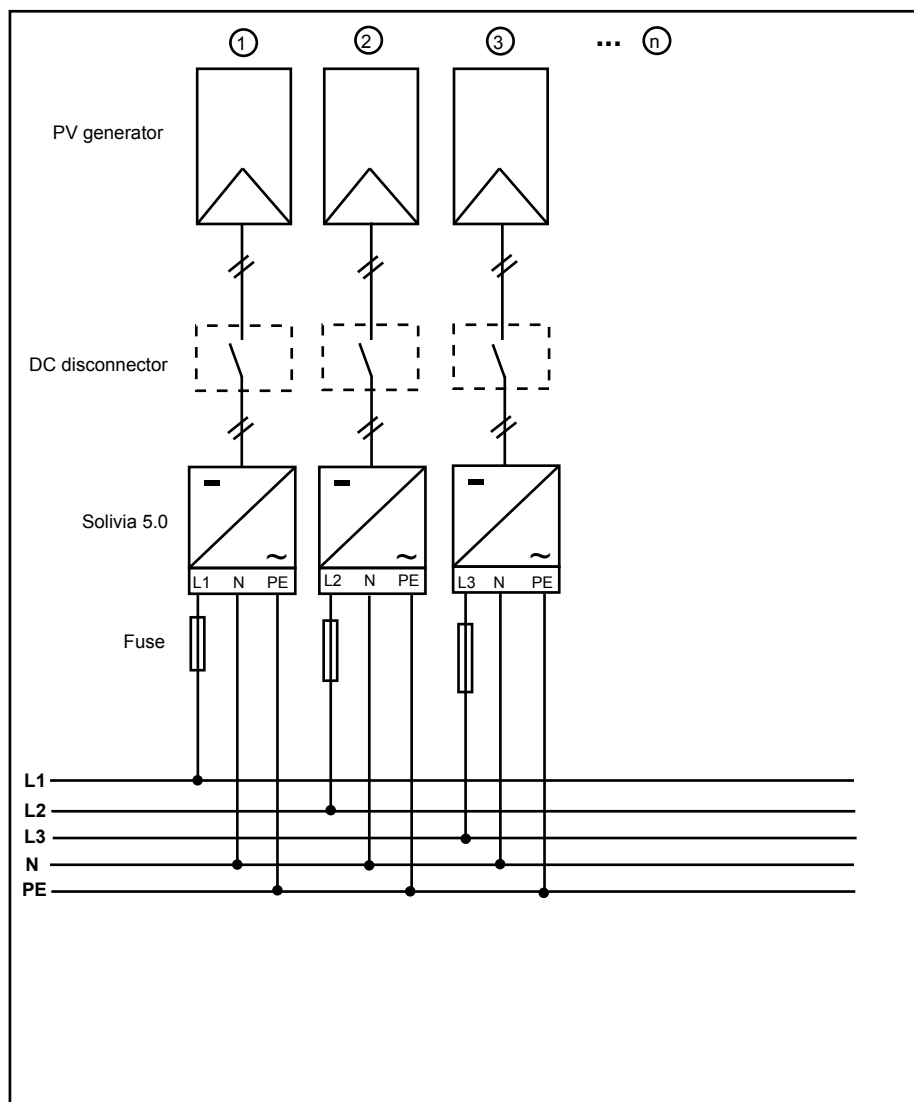 1 2 3 ... n
PV generator
DC disconnector
Solivia 5.0
~ ~ ~
L1 N PE L2 N PE L3 N PE
Fuse
L1
L2
L3
N
PE